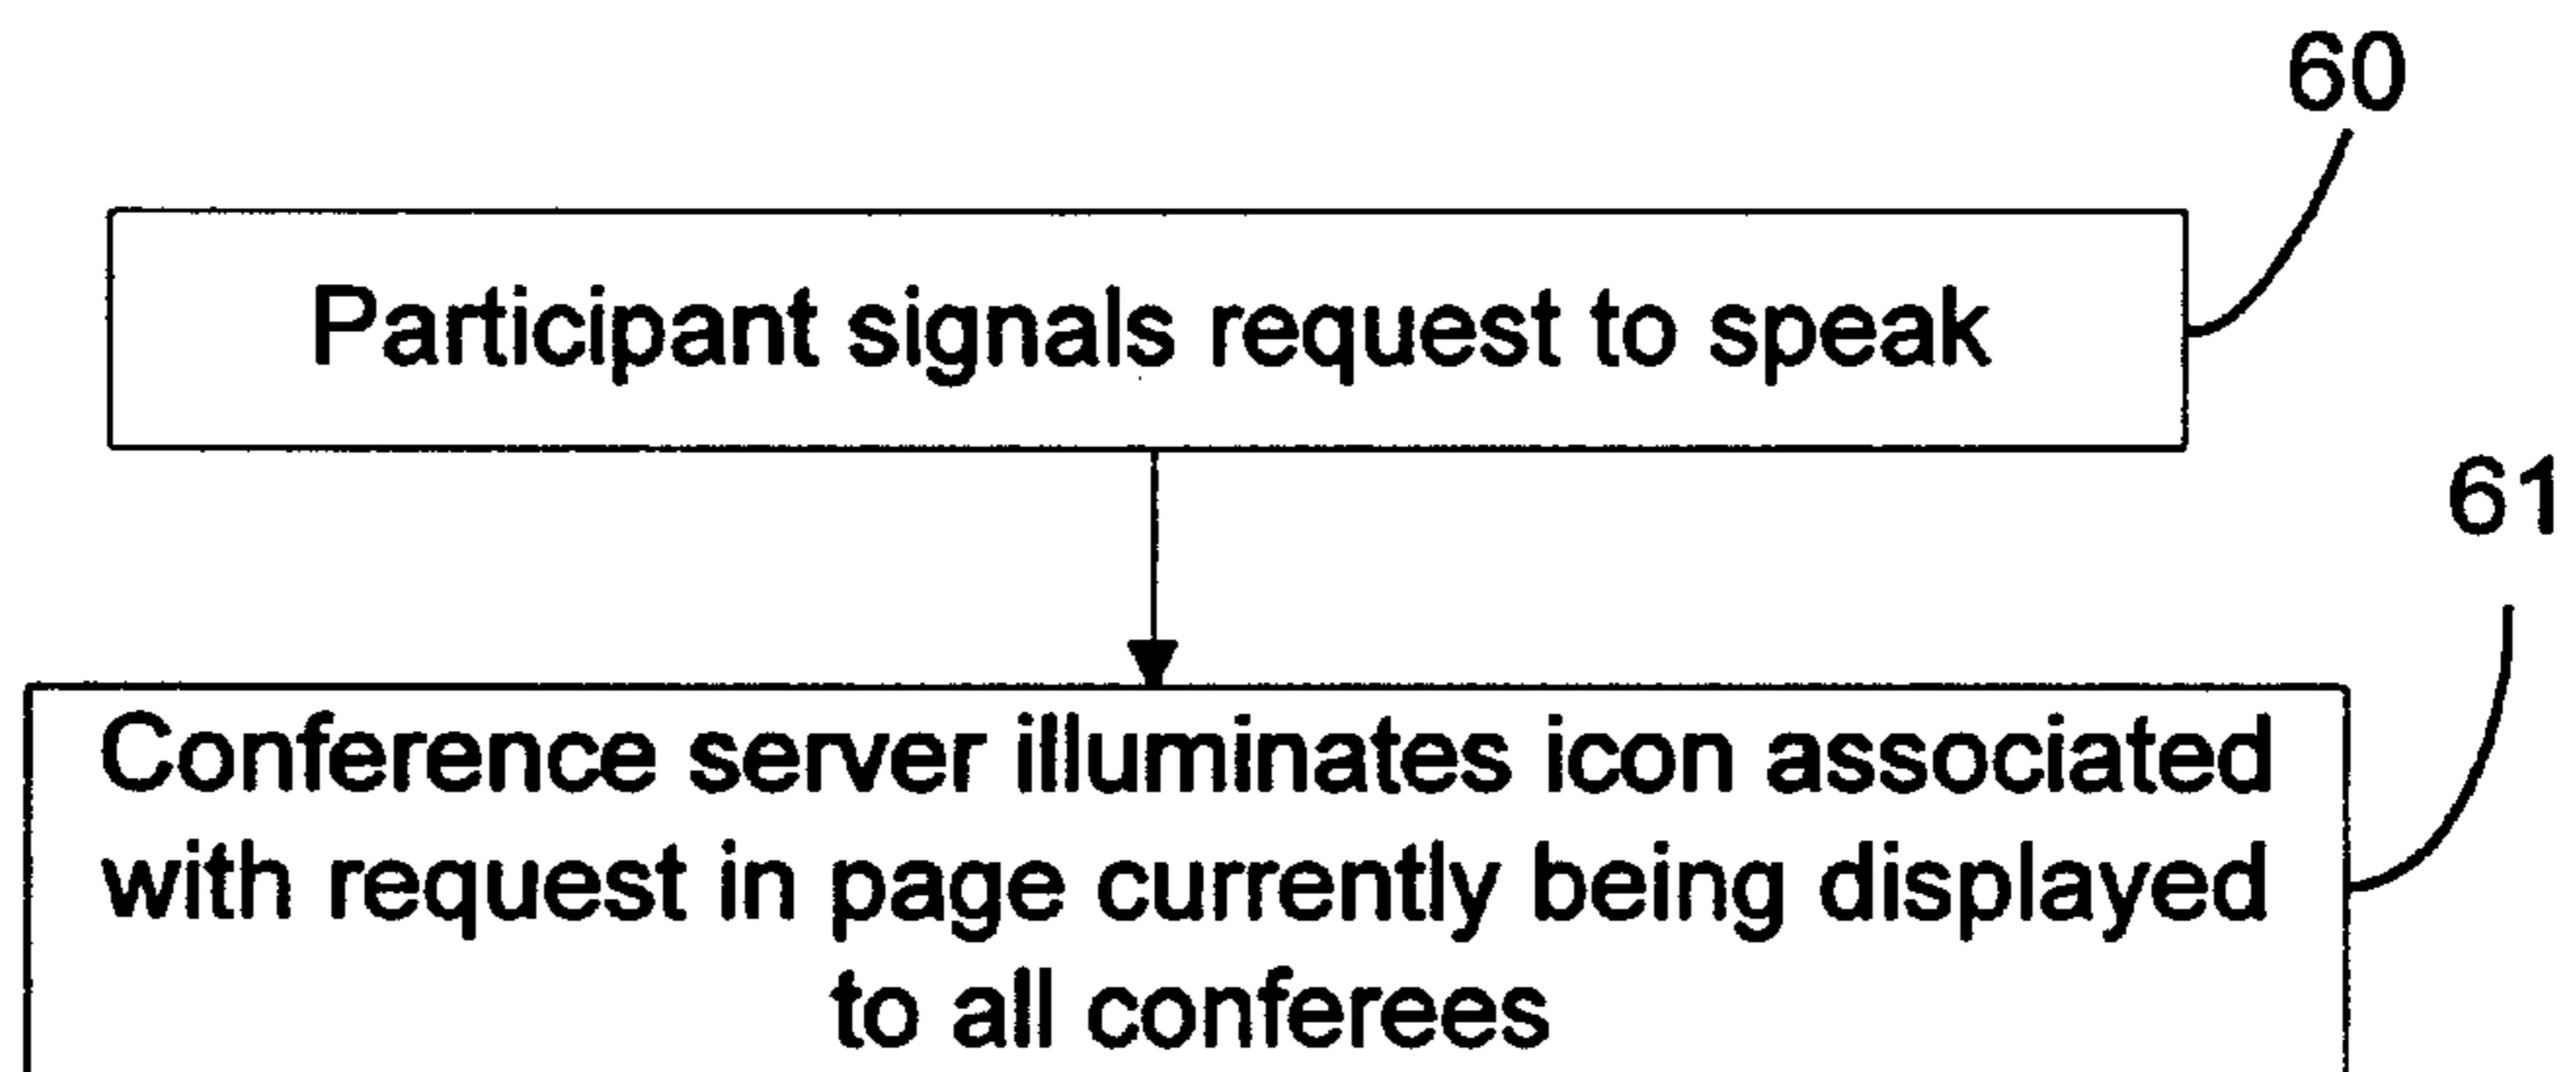 60
Participant signals request to speak
61
Conference server illuminates icon associated
with request in page currently being displayed
to all conferees